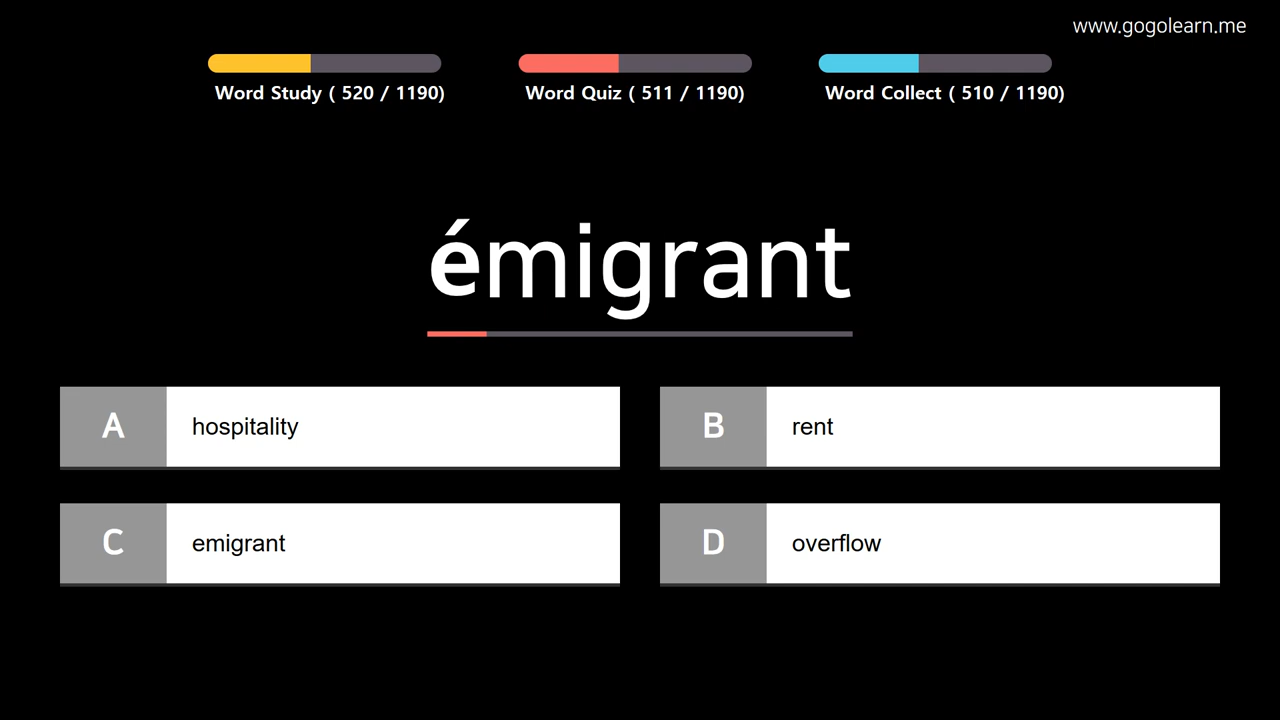 www.gogolearn.me
Word Study ( 520 / 1190)
Word Quiz ( 511 / 1190)
Word Collect ( 510 / 1190)
émigrant
A hospitality
B rent
C emigrant
D overflow